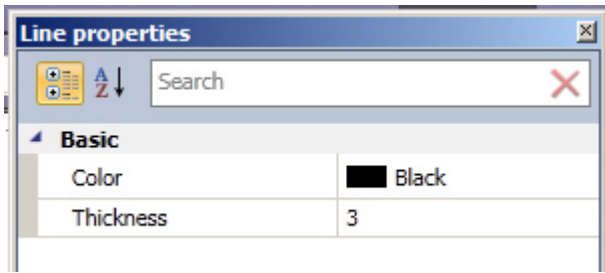 Line properties
A Z Search
Basic
Color Black
Thickness 3